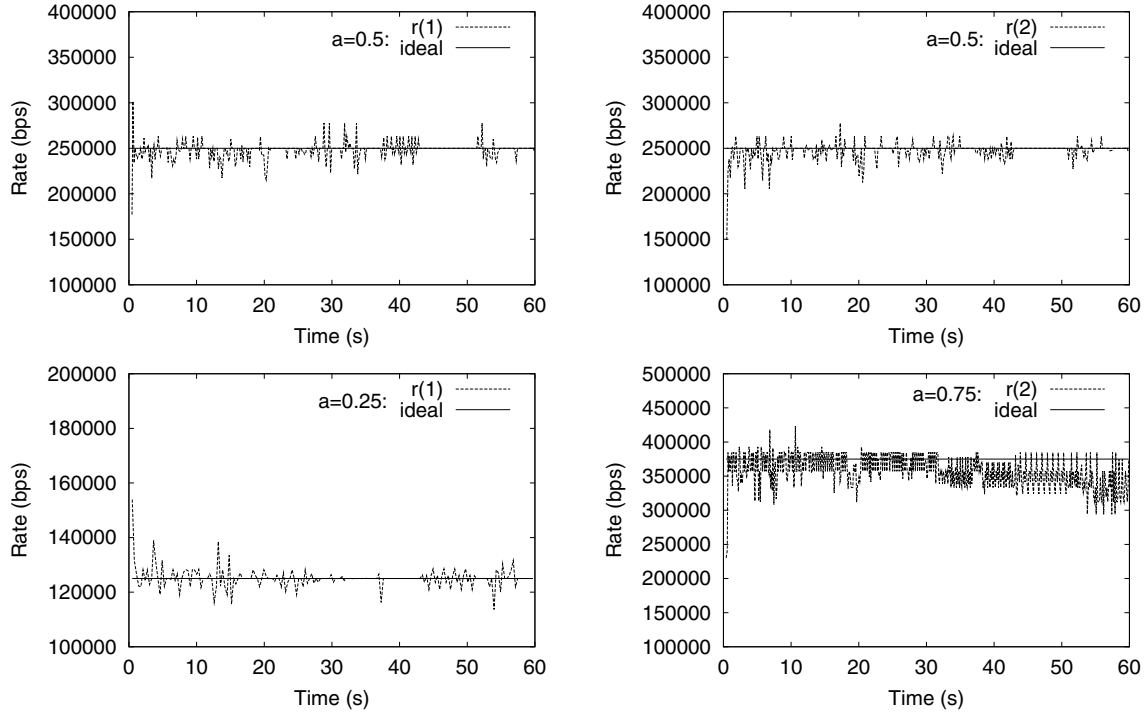 400000
350000
300000
250000
200000
150000
100000
0 10 20 30 40 50 60
Rate (bps)
Time (s)
a=0.5: r(1)
ideal
400000
350000
300000
250000
200000
150000
100000
0 10 20 30 40 50 60
Rate (bps)
Time (s)
a=0.5: r(2)
ideal
200000
180000
160000
140000
120000
100000
0 10 20 30 40 50 60
Rate (bps)
Time (s)
a=0.25: r(1)
ideal
500000
450000
400000
350000
300000
250000
200000
150000
100000
0 10 20 30 40 50 60
Rate (bps)
Time (s)
a=0.75: r(2)
ideal